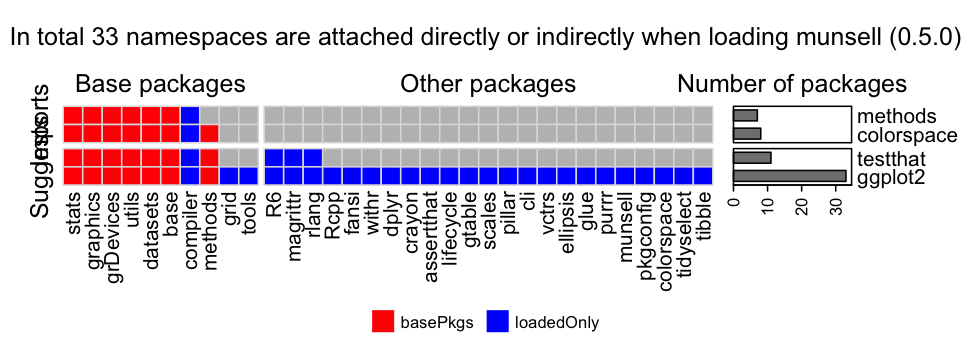 In total 33 namespaces are attached directly or indirectly when loading munsell (0.5.0)
Base packages
Other packages
Number of packages
Imports
Suggests
methods
colorspace
testthat
ggplot2
stats
graphics
grDevices
utils
datasets
base
compiler
methods
grid
tools
R6
magrittr
rlang
Rcpp
fansi
withr
dplyr
crayon
assertthat
lifecycle
gtable
scales
pillar
cli
vctrs
ellipsis
glue
purrr
munsell
pkgconfig
colorspace
tidyselect
tibble
0
10
20
30
basePkgs
loadedOnly